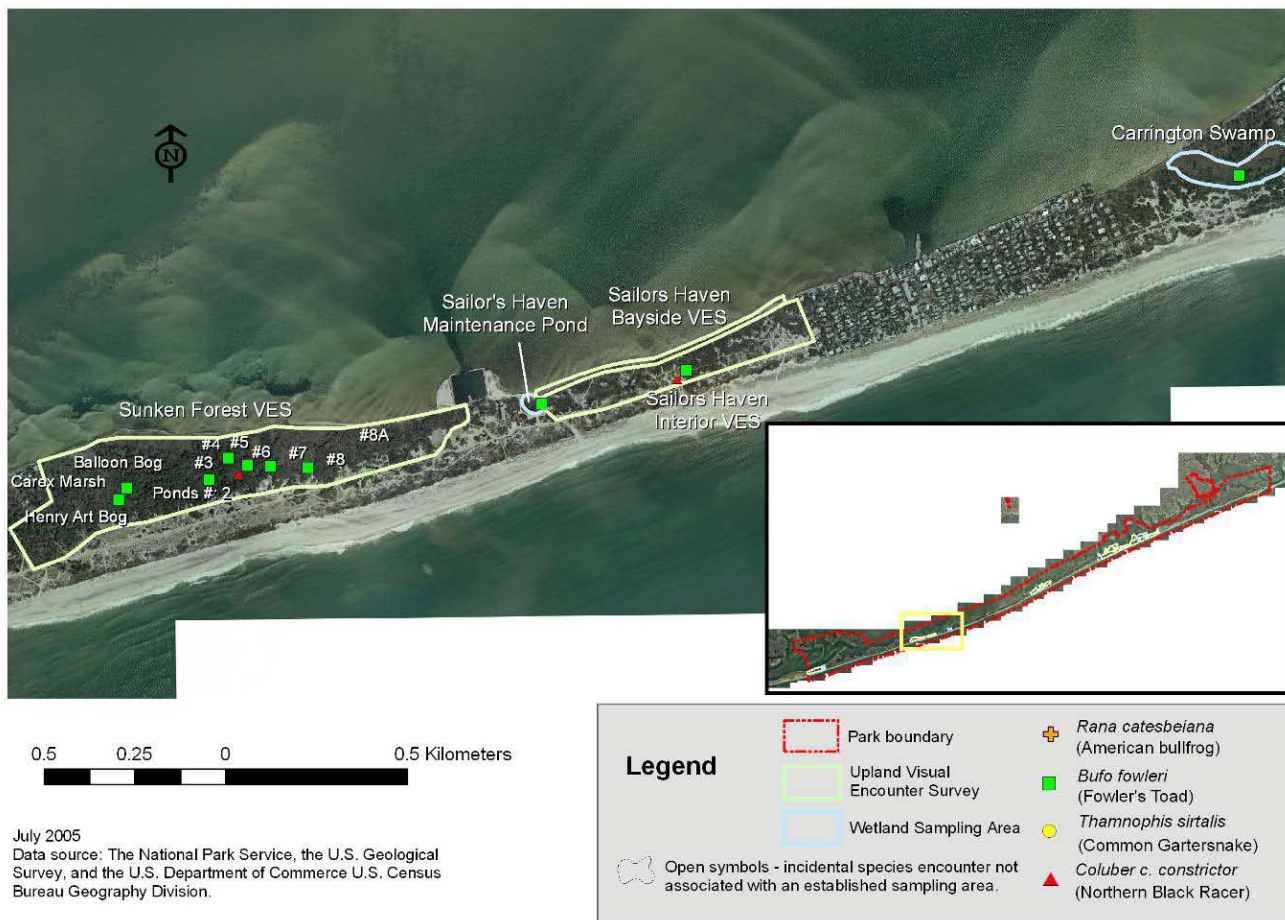 N
Carrington Swamp
Sailors Haven
Bayside VES
Sailor's Haven
Maintenance Pond
Sailors Haven
Interior VES
Sunken Forest VES
#8A
#4
#5
#6
#7
#8
#3
Balloon Bog
Carex Marsh
Ponds #: 2
Henry Art Bog
0.5 0.25 0 0.5 Kilometers
July 2005
Data source: The National Park Service, the U.S. Geological
Survey, and the U.S. Department of Commerce U.S. Census
Bureau Geography Division.
Legend
Park boundary
Upland Visual
Encounter Survey
Wetland Sampling Area
Open symbols - incidental species encounter not
associated with an established sampling area.
Rana catesbeiana
(American bullfrog)
Bufo fowleri
(Fowler's Toad)
Thamnophis sirtalis
(Common Gartersnake)
Coluber c. constrictor
(Northern Black Racer)